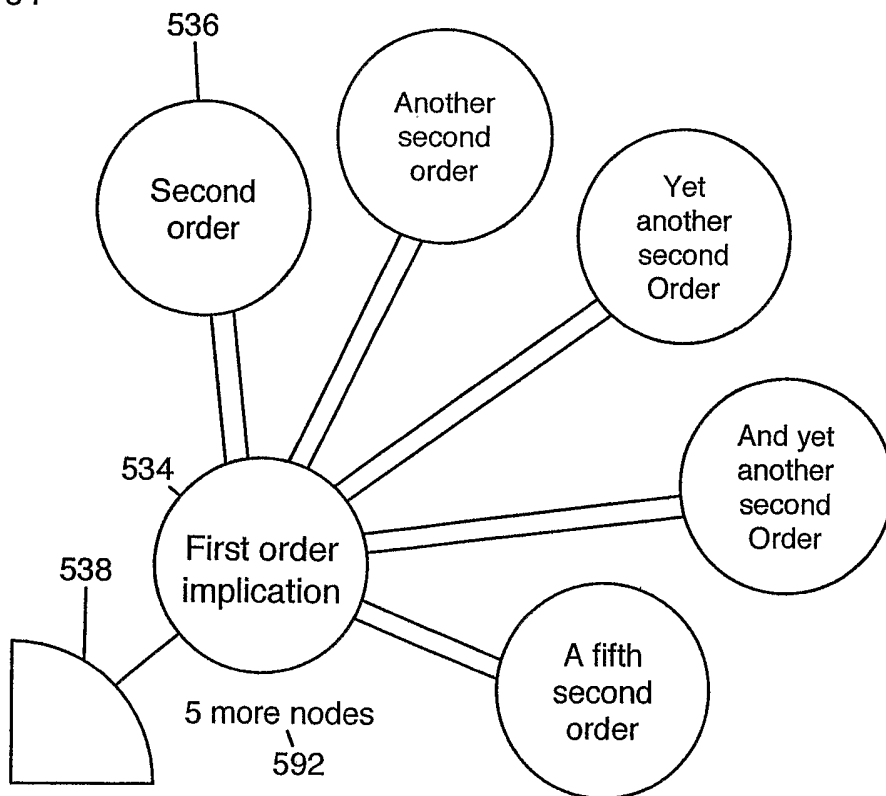 536
Second
order
Another
second
order
Yet
another
second
Order
And yet
another
second
Order
534
First order
implication
538
A fifth
second
order
5 more nodes
592